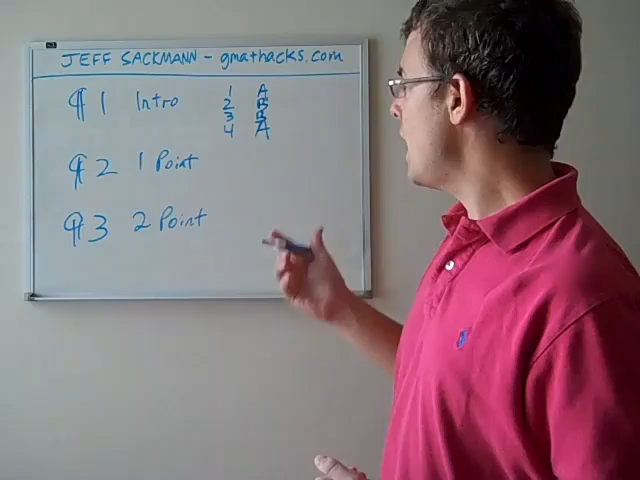 JEFF SACKMANN - gmathacks.com
¶ 1 Intro 1 A
2 B
3 B
4 A
¶ 2 1 Point
¶ 3 2 Point